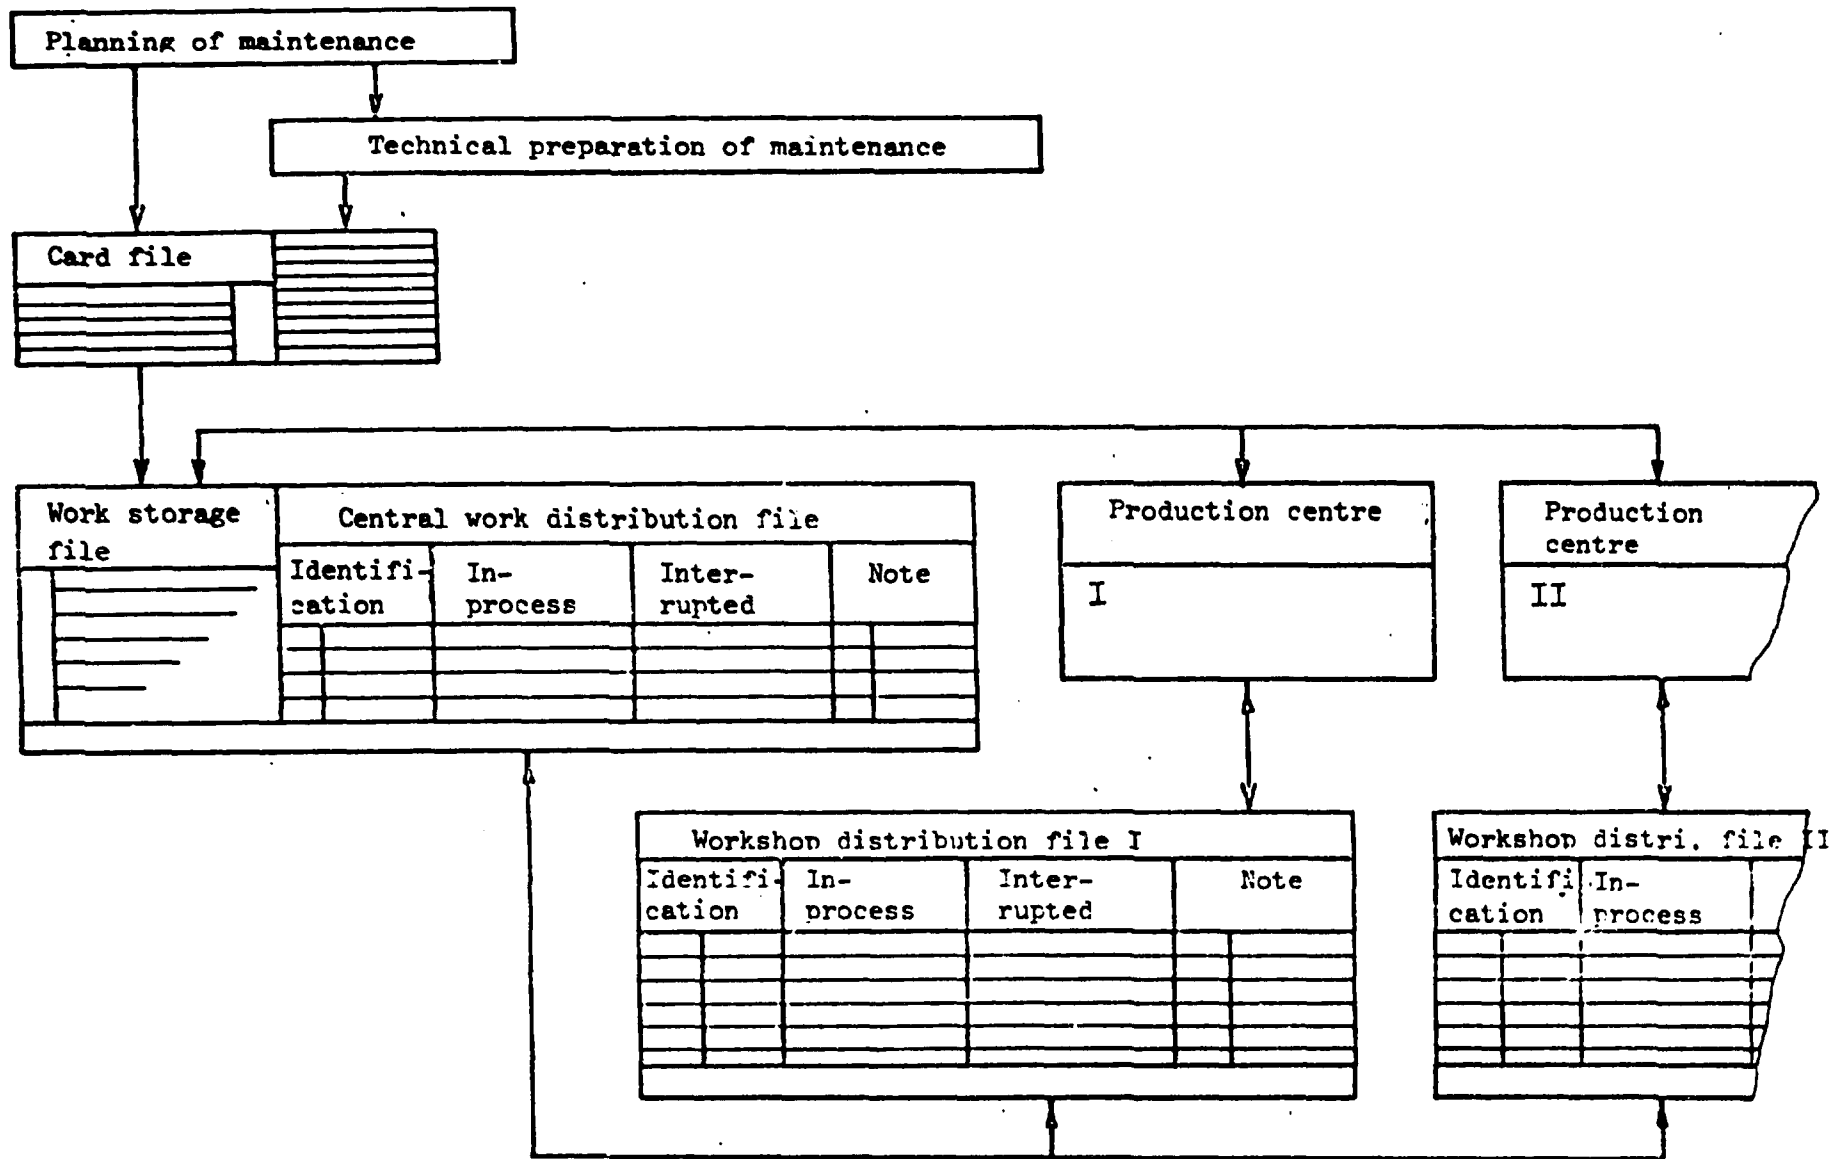 Planning of maintenance
Technical preparation of maintenance
Card file
Work storage
file
Central work distribution file
Identifi-
cation
In-
process
Inter-
rupted
Note
Production centre
I
Production
centre
II
Workshop distribution file I
Identifi-
cation
In-
process
Inter-
rupted
Note
Workshop distri. file II
Identifi
cation
In-
process